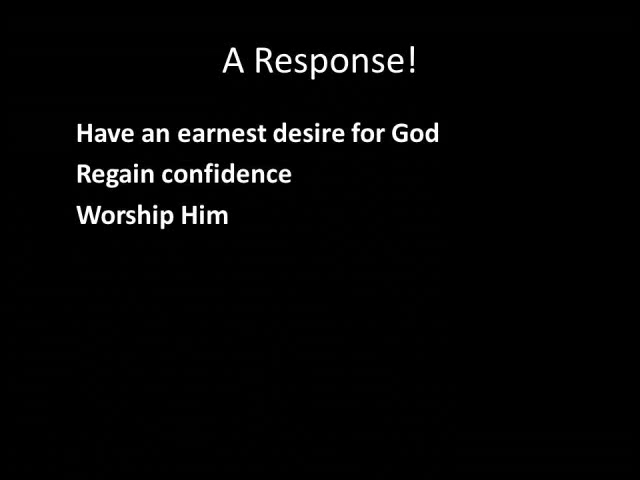 A Response!
Have an earnest desire for God
Regain confidence
Worship Him